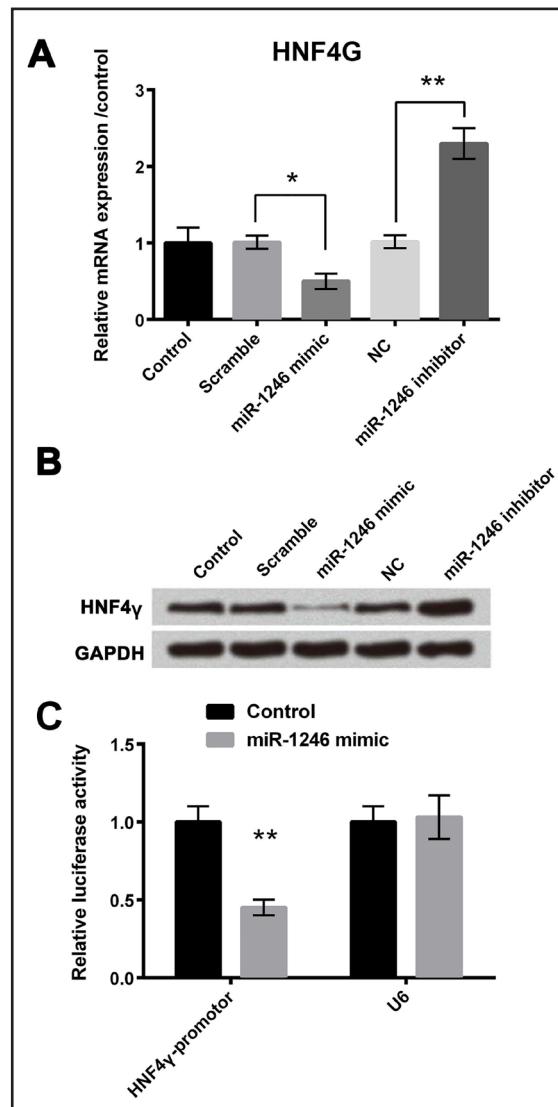 A
HNF4G
Relative mRNA expression /control
3
2
1
0
*
**
Control
Scramble
miR-1246 mimic
NC
miR-1246 inhibitor
B
Control
Scramble
miR-1246 mimic
NC
miR-1246 inhibitor
HNF4γ
GAPDH
C
Control
miR-1246 mimic
Relative luciferase activity
1.5
1.0
0.5
0.0
**
HNF4γ-promotor
U6